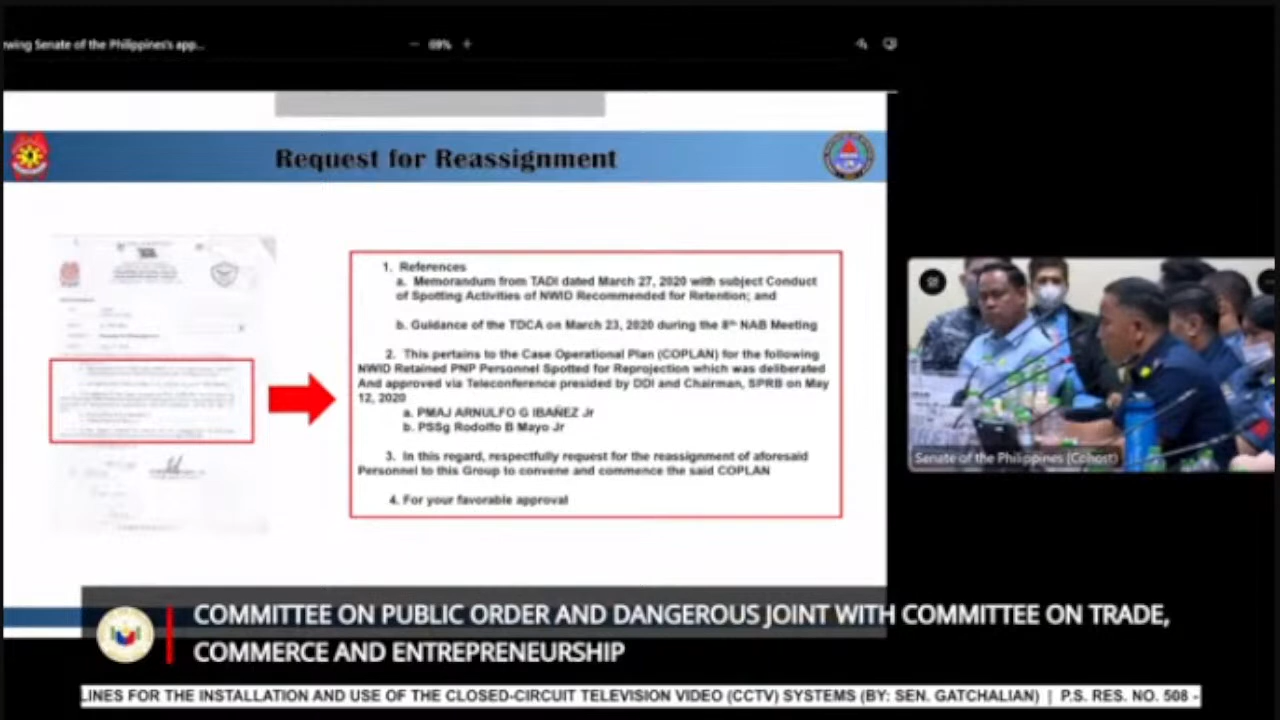 wing Senate of the Philippines's app...
69%
Request for Reassignment
1. References
a. Memorandum from TADI dated March 27, 2020 with subject Conduct
of Spotting Activities of NWID Recommended for Retention; and
b. Guidance of the TDCA on March 23, 2020 during the 8th NAB Meeting
2. This pertains to the Case Operational Plan (COPLAN) for the following
NWID Retained PNP Personnel Spotted for Reprojection which was deliberated
And approved via Teleconference presided by DDI and Chairman, SPRB on May
12, 2020
a. PMAJ ARNULFO G IBAÑEZ Jr
b. PSSg Rodolfo B Mayo Jr
3. In this regard, respectfully request for the reassignment of aforesaid
Personnel to this Group to convene and commence the said COPLAN
4. For your favorable approval
Senate of the Philippines (Cohost)
COMMITTEE ON PUBLIC ORDER AND DANGEROUS JOINT WITH COMMITTEE ON TRADE,
COMMERCE AND ENTREPRENEURSHIP
LINES FOR THE INSTALLATION AND USE OF THE CLOSED-CIRCUIT TELEVISION VIDEO (CCTV) SYSTEMS (BY: SEN. GATCHALIAN) | P.S. RES. NO. 508 -